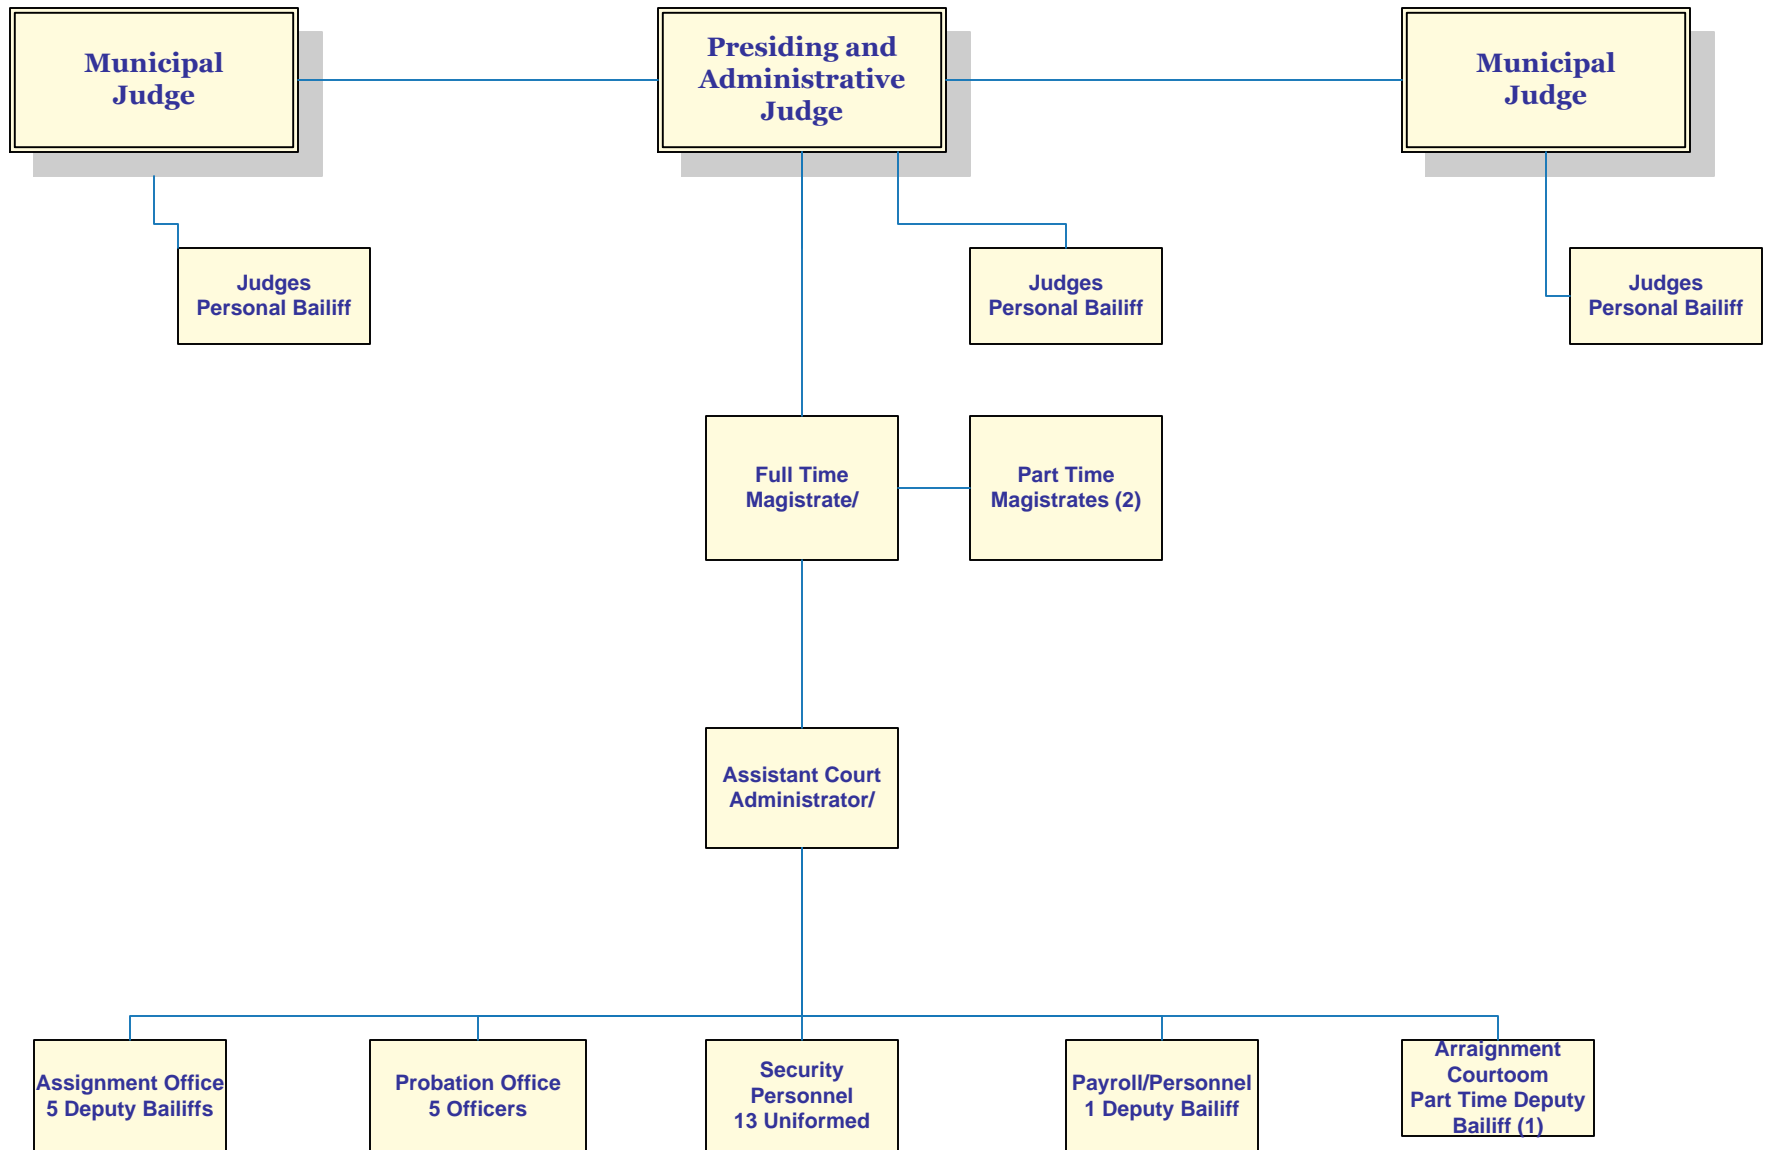 Municipal
Judge
Presiding and
Administrative
Judge
Municipal
Judge
Judges
Personal Bailiff
Judges
Personal Bailiff
Judges
Personal Bailiff
Full Time
Magistrate/
Part Time
Magistrates (2)
Assistant Court
Administrator/
Assignment Office
5 Deputy Bailiffs
Probation Office
5 Officers
Security
Personnel
13 Uniformed
Payroll/Personnel
1 Deputy Bailiff
Arraignment
Courtoom
Part Time Deputy
Bailiff (1)